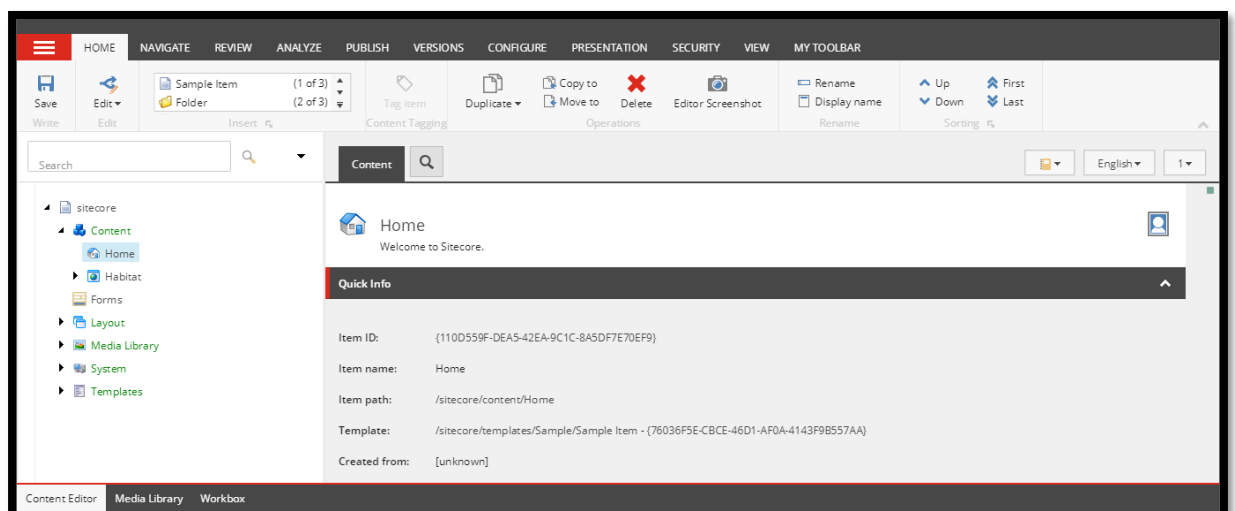 HOME NAVIGATE REVIEW ANALYZE PUBLISH VERSIONS CONFIGURE PRESENTATION SECURITY VIEW MY TOOLBAR
Save
Write
Edit
Edit
Sample Item (1 of 3)
Folder (2 of 3)
Insert
Tag item
Content Tagging
Duplicate
Copy to
Move to
Delete
Editor Screenshot
Operations
Rename
Display name
Rename
Up First
Down Last
Sorting
Search
sitecore
Content
Home
Habitat
Forms
Layout
Media Library
System
Templates
Content
English 1
Home
Welcome to Sitecore.
Quick Info
Item ID: {110D559F-DEA5-42EA-9C1C-8A5DF7E70EF9}
Item name: Home
Item path: /sitecore/content/Home
Template: /sitecore/templates/Sample/Sample Item - {76036F5E-CBCE-46D1-AF0A-4143F9B557AA}
Created from: [unknown]
Content Editor Media Library Workbox